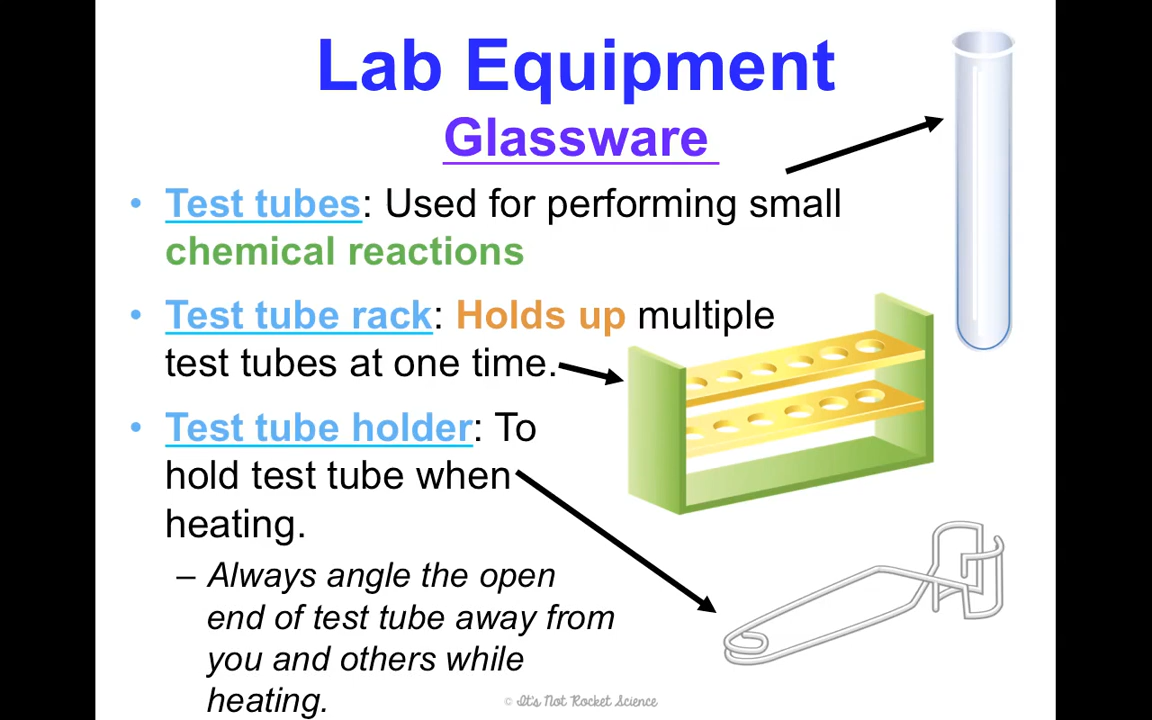 Lab Equipment
Glassware
• Test tubes: Used for performing small
chemical reactions
• Test tube rack: Holds up multiple
test tubes at one time.
• Test tube holder: To
hold test tube when
heating.
– Always angle the open
end of test tube away from
you and others while
heating.
© It's Not Rocket Science